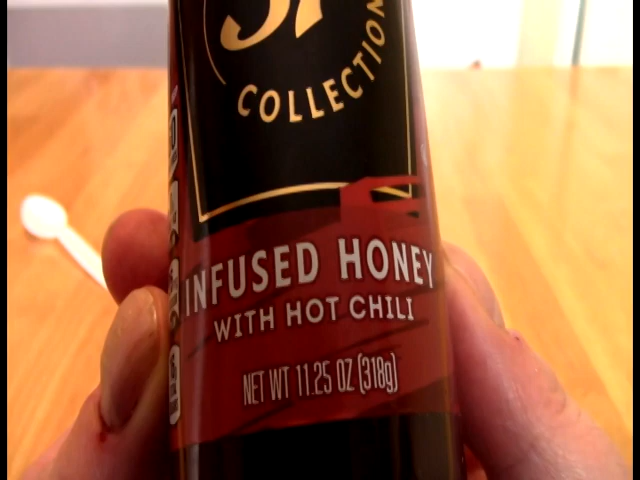 COLLECTION
INFUSED HONEY
WITH HOT CHILI
NET WT 11.25 OZ (318g)